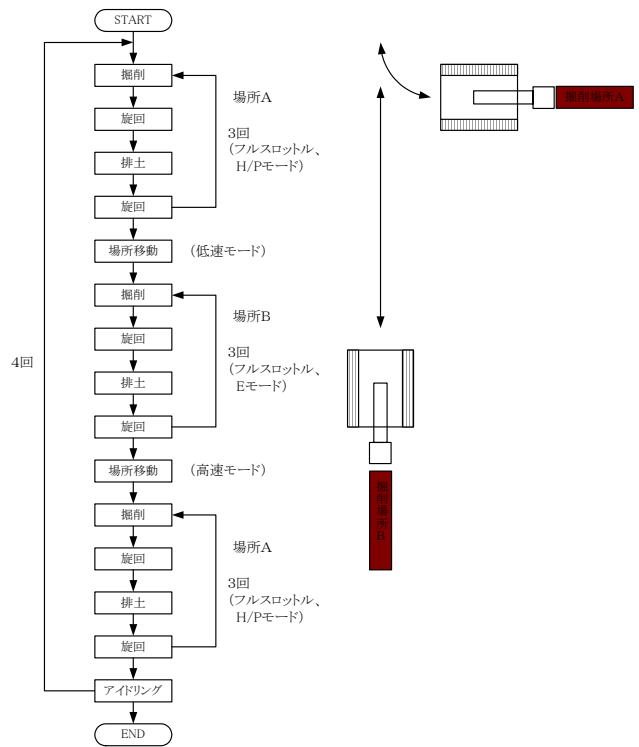 START
掘削
旋回
排土
旋回
場所A
3回
(フルスロットル、
H/Pモード)
場所移動
(低速モード)
掘削
旋回
排土
旋回
場所B
3回
(フルスロットル、
Eモード)
場所移動
(高速モード)
掘削
旋回
排土
旋回
場所A
3回
(フルスロットル、
H/Pモード)
アイドリング
END
4回
掘削場所A
掘削場所B